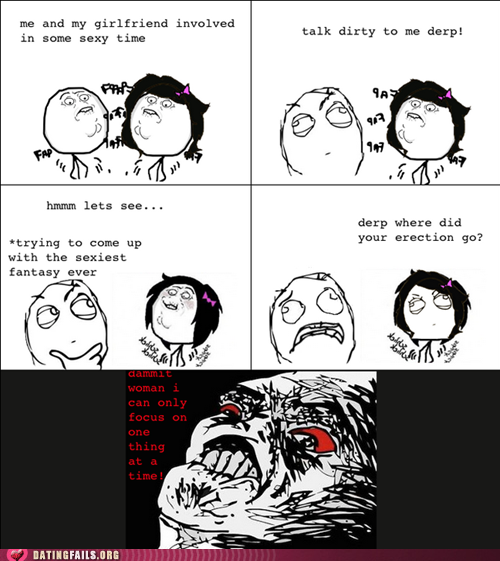 me and my girlfriend involved
in some sexy time
FAP
FAP
talk dirty to me derp!
hmmm lets see...
*trying to come up
with the sexiest
fantasy ever
derp where did
your erection go?
dammit
woman i
can only
focus on
one
thing
at a
time!
DATINGFAILS.ORG